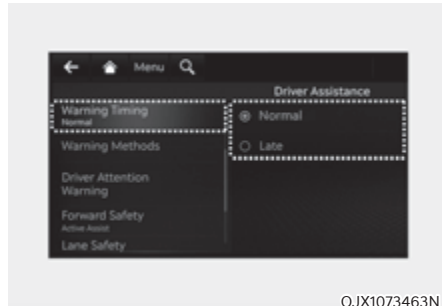 Menu
Driver Assistance
Warning Timing
Normal
Warning Methods
Driver Attention
Warning
Forward Safety
Active Assist
Lane Safety
Normal
Late
OJX1073463N